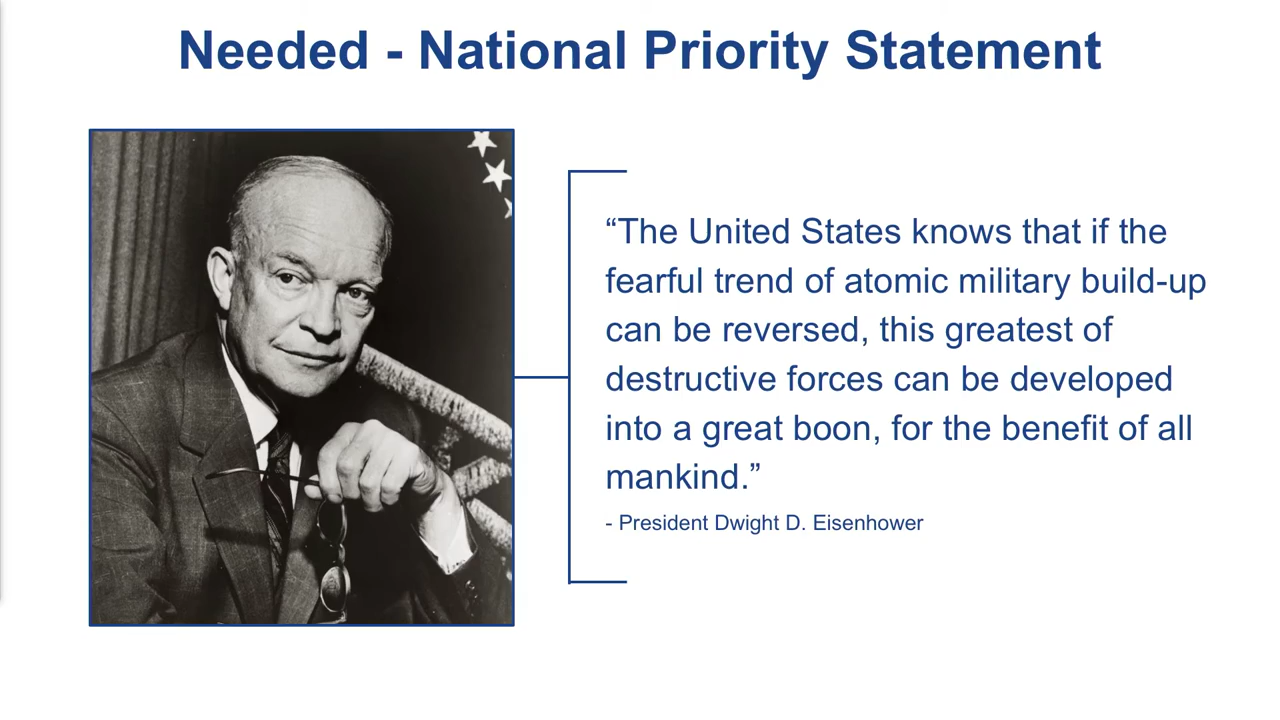 Needed - National Priority Statement
“The United States knows that if the
fearful trend of atomic military build-up
can be reversed, this greatest of
destructive forces can be developed
into a great boon, for the benefit of all
mankind.”
- President Dwight D. Eisenhower